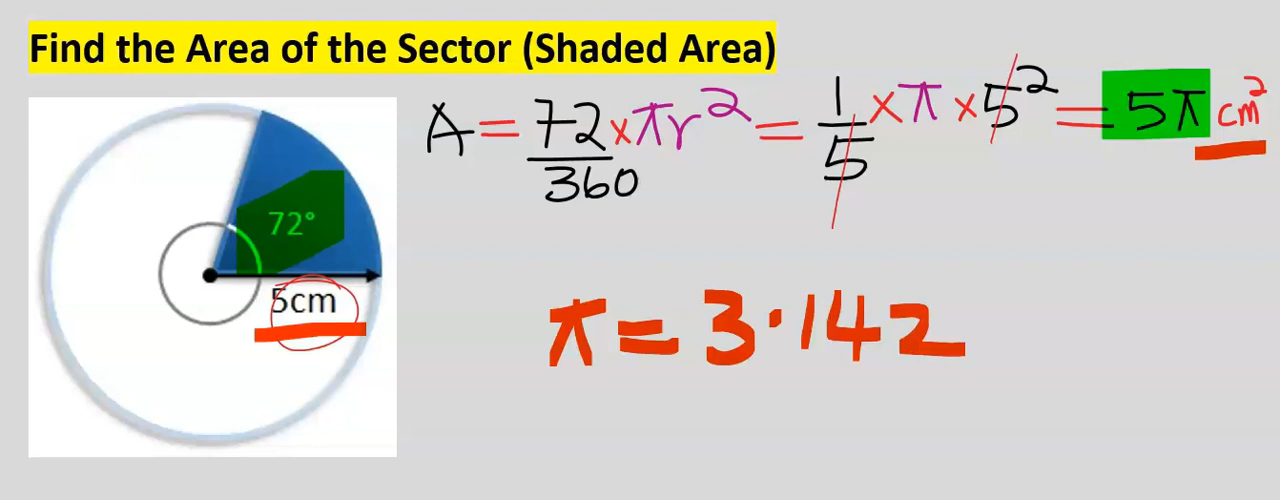 Find the Area of the Sector (Shaded Area)
A = 72/360 × πr² = 1/5 × π × 5² = 5π cm²
72°
5cm
π = 3.142